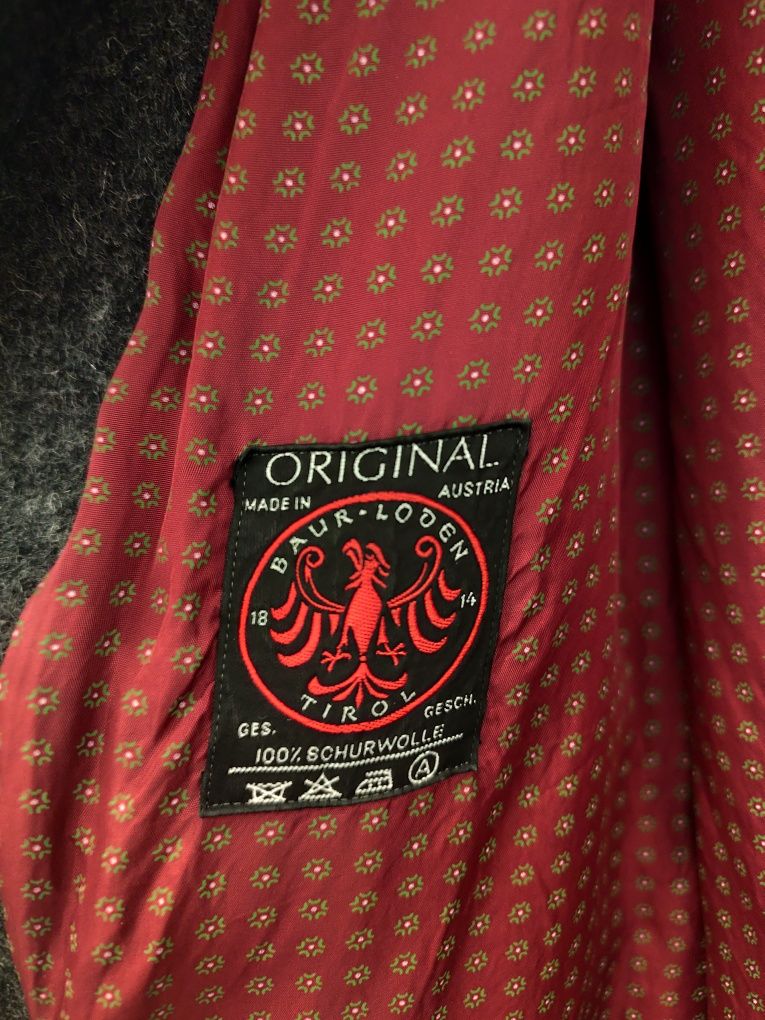 ORIGINAL
MADE IN AUSTRIA
BAUR-LODEN
18 14
TIROL
GES. GESCH.
100% SCHURWOLLE
A